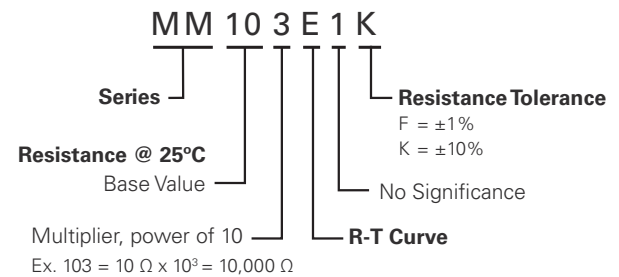 MM 10 3 E 1 K
Series
Resistance Tolerance
F = ±1%
K = ±10%
Resistance @ 25ºC
Base Value
No Significance
Multiplier, power of 10
R-T Curve
Ex. 103 = 10 Ω x 10³ = 10,000 Ω